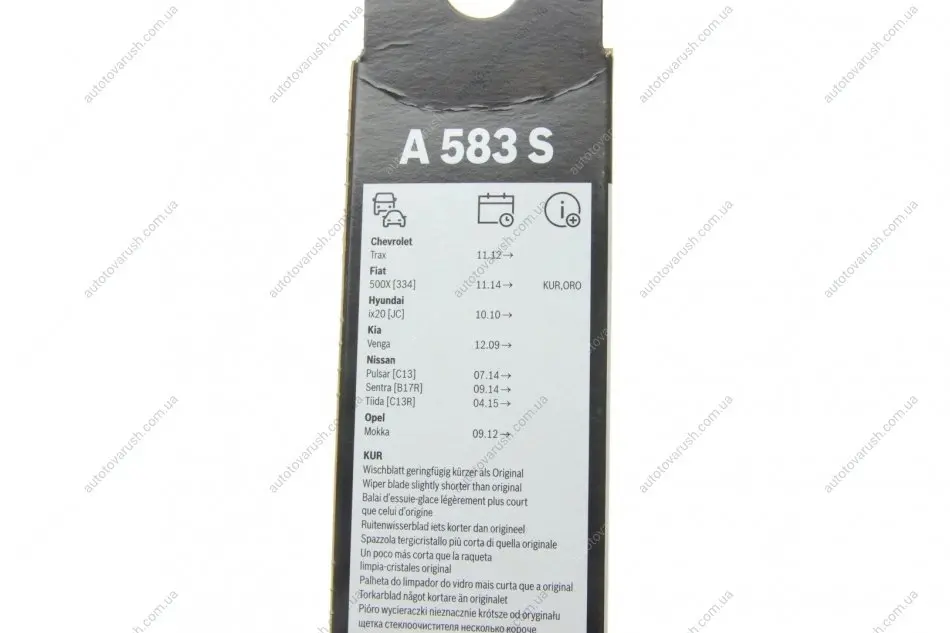 A 583 S
Chevrolet
Trax 11.12→
Fiat
500X [334] 11.14→ KUR,ORO
Hyundai
ix20 [JC] 10.10→
Kia
Venga 12.09→
Nissan
Pulsar [C13] 07.14→
Sentra [B17R] 09.14→
Tiida [C13R] 04.15→
Opel
Mokka 09.12→
KUR
Wischblatt geringfügig kürzer als Original
Wiper blade slightly shorter than original
Balai d'essuie-glace légèrement plus court
que celui d'origine
Ruitenwisserblad iets korter dan origineel
Spazzola tergicristallo più corta di quella originale
Un poco más corta que la raqueta
limpia-cristales original
Palheta do limpador do vidro mais curta que a original
Torkarblad något kortare än originalet
Pióro wycieraczki nieznacznie krótsze od oryginału
щетка стеклоочистителя несколько короче
autotovarush.com.ua